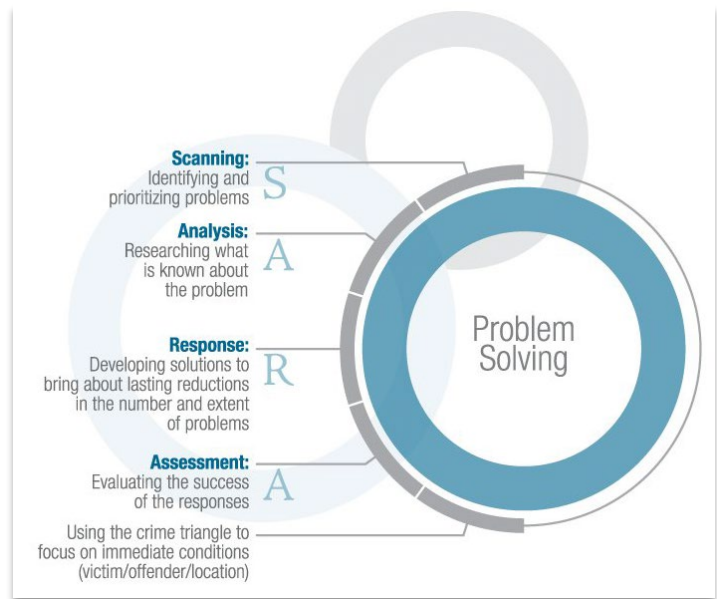 Scanning:
Identifying and
prioritizing problems
S
Analysis:
Researching what
is known about
the problem
A
Response:
Developing solutions to
bring about lasting reductions
in the number and extent
of problems
R
Assessment:
Evaluating the success
of the responses
A
Using the crime triangle to
focus on immediate conditions
(victim/offender/location)
Problem
Solving